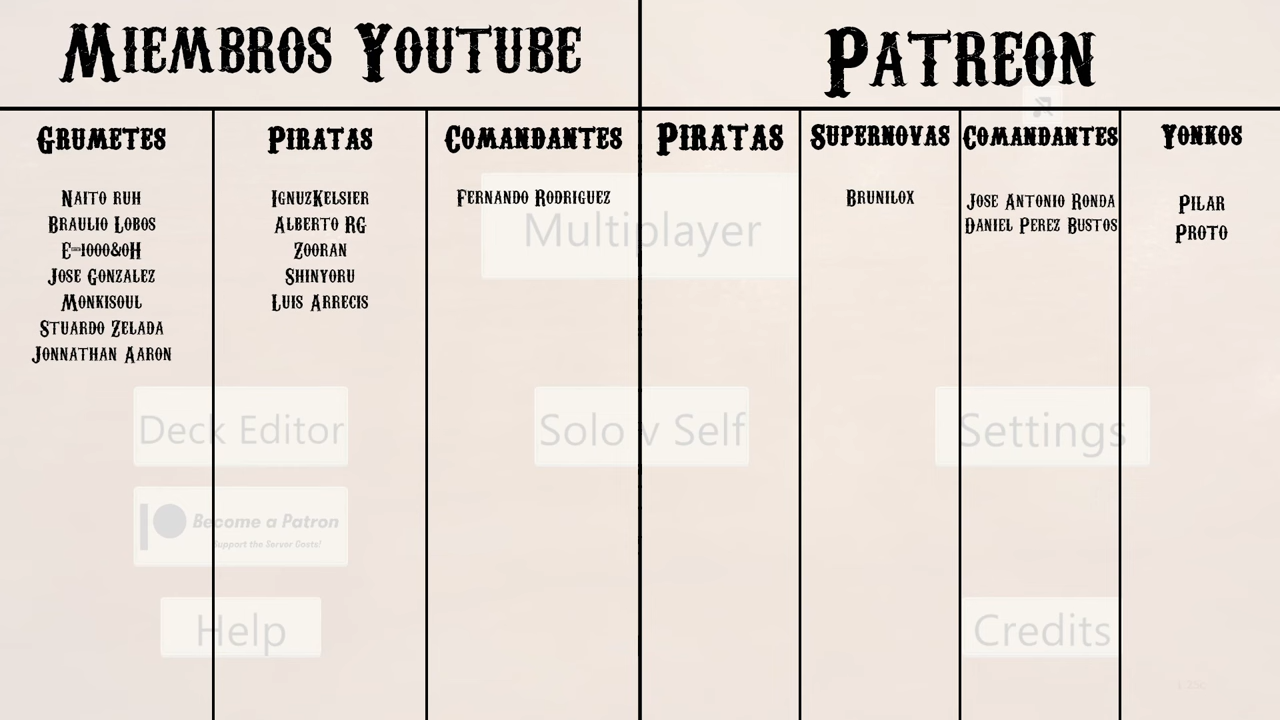 Miembros Youtube
Patreon
Grumetes
Naito ruh
Braulio Lobos
E=1000&0H
Jose Gonzalez
Monkisoul
Stuardo Zelada
Jonnathan Aaron
Piratas
IgnuzKelsier
Alberto RG
Zooran
Shinyoru
Luis Arrecis
Comandantes
Fernando Rodriguez
Piratas
Supernovas
Brunilox
Comandantes
Jose Antonio Ronda
Daniel Perez Bustos
Yonkos
Pilar
Proto
Multiplayer
Deck Editor
Solo v Self
Settings
Become a Patron
Support the Server Costs!
Help
Credits